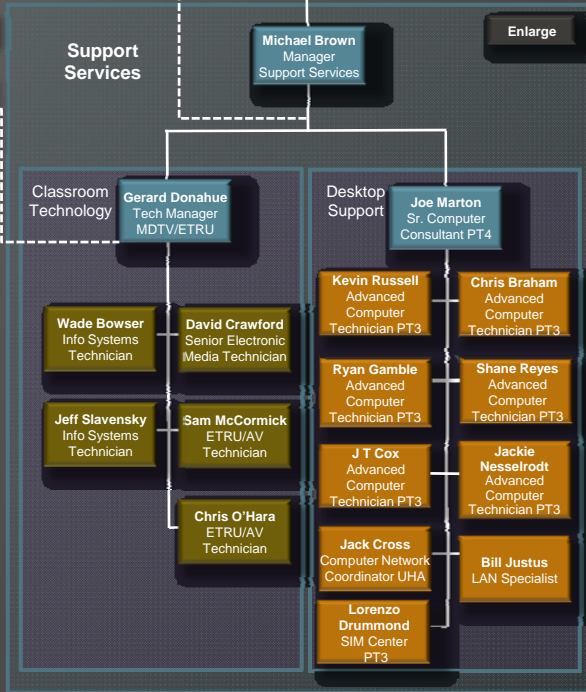 Support
Services
Michael Brown
Manager
Support Services
Enlarge
Classroom
Technology
Gerard Donahue
Tech Manager
MDTV/ETRU
Desktop
Support
Joe Marton
Sr. Computer
Consultant PT4
Wade Bowser
Info Systems
Technician
David Crawford
Senior Electronic
Media Technician
Jeff Slavensky
Info Systems
Technician
Sam McCormick
ETRU/AV
Technician
Chris O’Hara
ETRU/AV
Technician
Kevin Russell
Advanced
Computer
Technician PT3
Chris Braham
Advanced
Computer
Technician PT3
Ryan Gamble
Advanced
Computer
Technician PT3
Shane Reyes
Advanced
Computer
Technician PT3
J T Cox
Advanced
Computer
Technician PT3
Jackie
Nesselrodt
Advanced
Computer
Technician PT3
Jack Cross
Computer Network
Coordinator UHA
Bill Justus
LAN Specialist
Lorenzo
Drummond
SIM Center
PT3